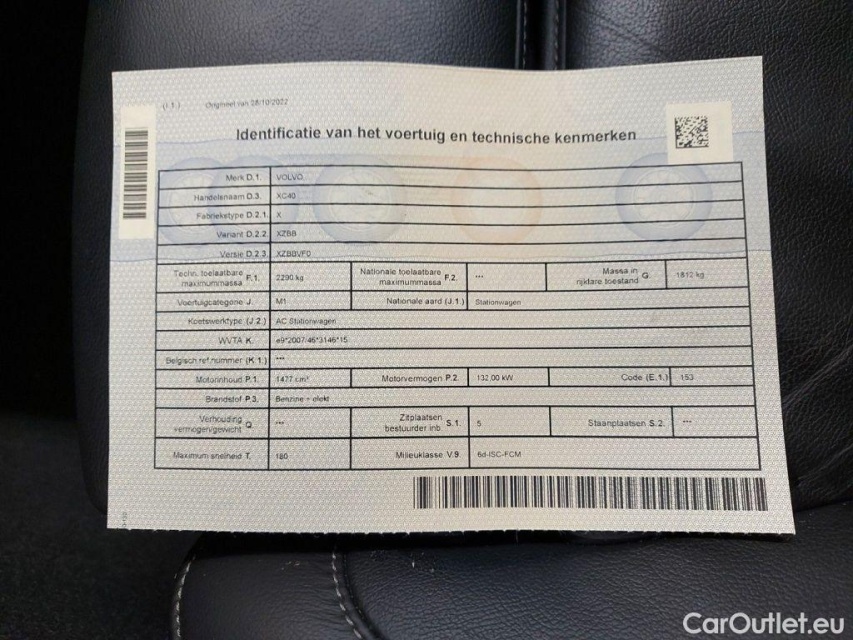 (I.1.) Origineel van 28/10/2022
Identificatie van het voertuig en technische kenmerken
Merk D.1. VOLVO
Handelsnaam D.3. XC40
Fabriekstype D.2.1. X
Variant D.2.2. XZBB
Versie D.2.3. XZBBVF0
Techn. toelaatbare maximummassa F.1. 2290 kg Nationale toelaatbare maximummassa F.2. --- Massa in rijklare toestand G. 1812 kg
Voertuigcategorie J. M1 Nationale aard (J.1.) Stationwagen
Koetswerktype (J.2.) AC Stationwagen
WVTA K. e9*2007/46*3146*15
Belgisch ref.nummer (K.1.) ---
Motorinhoud P.1. 1477 cm³ Motorvermogen P.2. 132,00 kW Code (E.1.) 153
Brandstof P.3. Benzine + elekt
Verhouding vermogen/gewicht Q. --- Zitplaatsen bestuurder inb. S.1. 5 Staanplaatsen S.2. ---
Maximum snelheid T. 180 Milieuklasse V.9. 6d-ISC-FCM
CarOutlet.eu